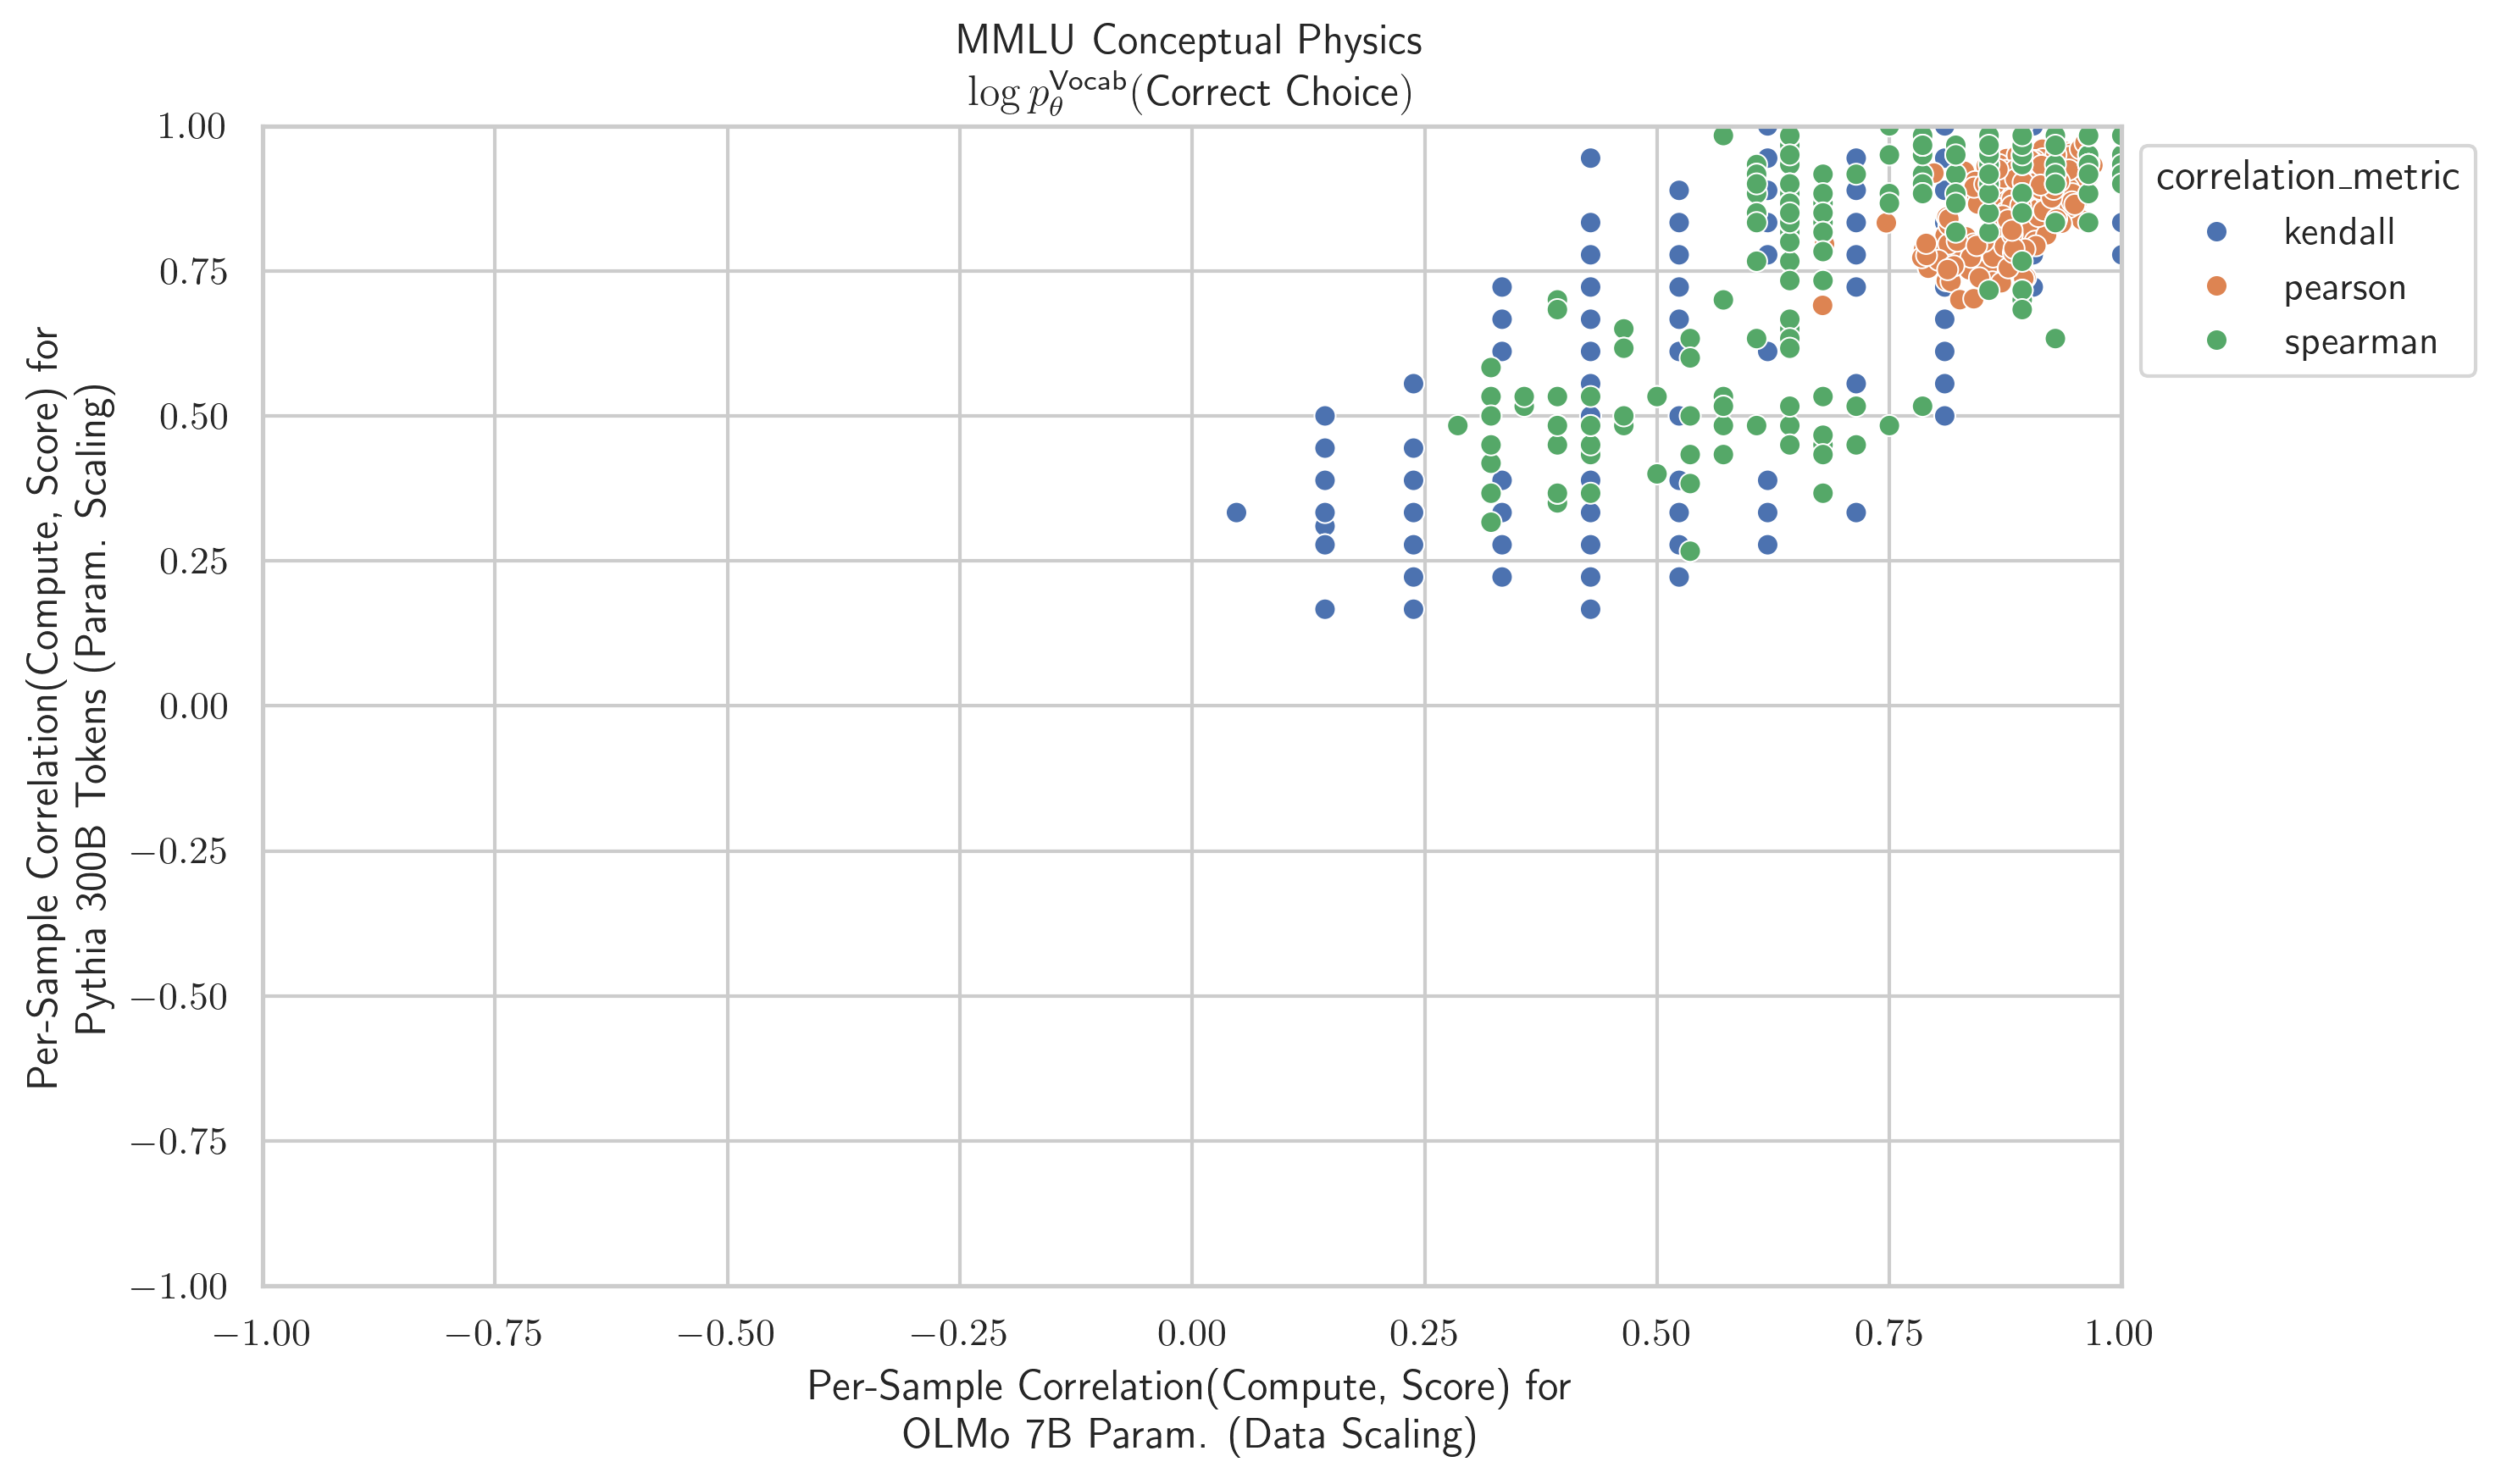 MMLU Conceptual Physics
log p_θ^Vocab(Correct Choice)
1.00
0.75
0.50
0.25
0.00
−0.25
−0.50
−0.75
−1.00
Per-Sample Correlation(Compute, Score) for
Pythia 300B Tokens (Param. Scaling)
−1.00
−0.75
−0.50
−0.25
0.00
0.25
0.50
0.75
1.00
Per-Sample Correlation(Compute, Score) for
OLMo 7B Param. (Data Scaling)
correlation_metric
kendall
pearson
spearman